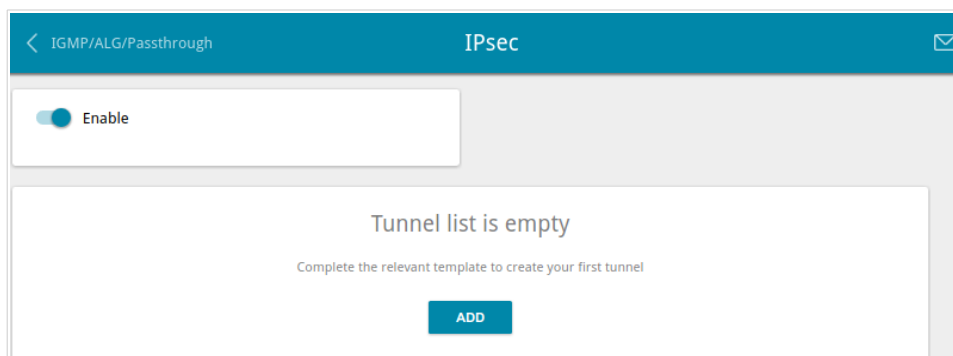 IGMP/ALG/Passthrough
IPsec
Enable
Tunnel list is empty
Complete the relevant template to create your first tunnel
ADD